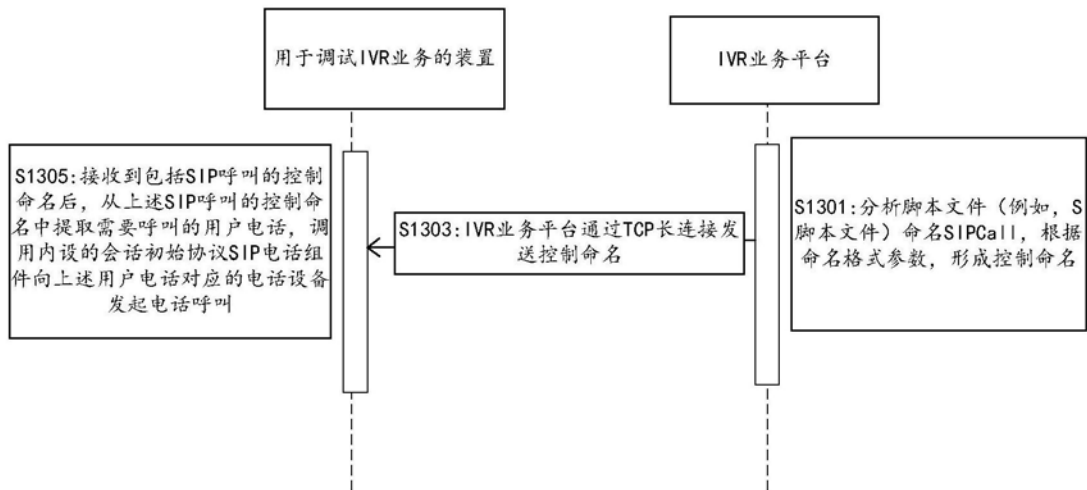 用于调试IVR业务的装置
IVR业务平台
S1305:接收到包括SIP呼叫的控制
命名后，从上述SIP呼叫的控制命
名中提取需要呼叫的用户电话，调
用内设的会话初始协议SIP电话组
件向上述用户电话对应的电话设备
发起电话呼叫
S1303:IVR业务平台通过TCP长连接发
送控制命名
S1301:分析脚本文件（例如，S
脚本文件）命名SIPCall，根据
命名格式参数，形成控制命名